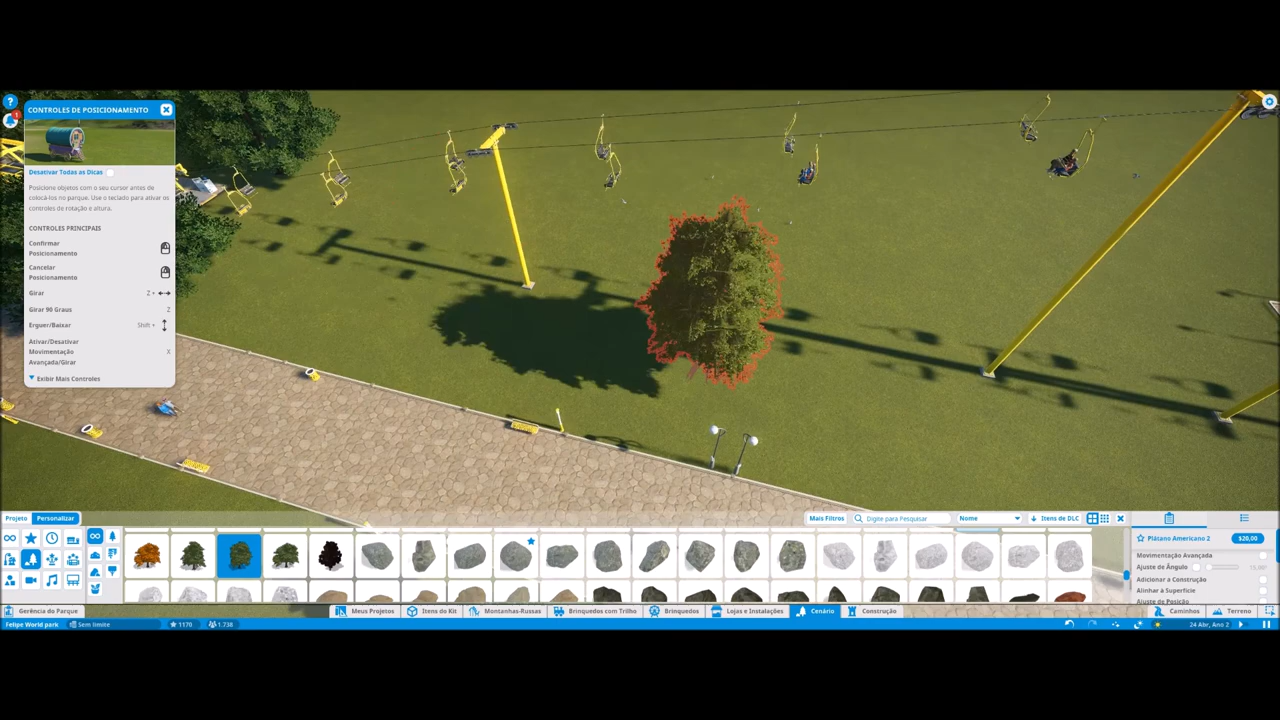 ?
1
CONTROLES DE POSICIONAMENTO
Desativar Todas as Dicas
Posicione objetos com o seu cursor antes de
colocá-los no parque. Use o teclado para ativar os
controles de rotação e altura.
CONTROLES PRINCIPAIS
Confirmar
Posicionamento
Cancelar
Posicionamento
Girar Z +
Girar 90 Graus Z
Erguer/Baixar Shift +
Ativar/Desativar
Movimentação X
Avançada/Girar
Exibir Mais Controles
Projeto Personalizar
Mais Filtros Digite para Pesquisar Nome Itens de DLC
Plátano Americano 2 $20,00
Movimentação Avançada
Ajuste de Ângulo
Adicionar a Construção
Alinhar à Superfície
Ajuste da Posição
Gerência do Parque Meus Projetos Itens do Kit Montanhas-Russas Brinquedos com Trilho Brinquedos Lojas e Instalações Cenário Construção Caminhos Terreno
Felipe World park Sem limite 1170 1.738 24 Abr, Ano 2